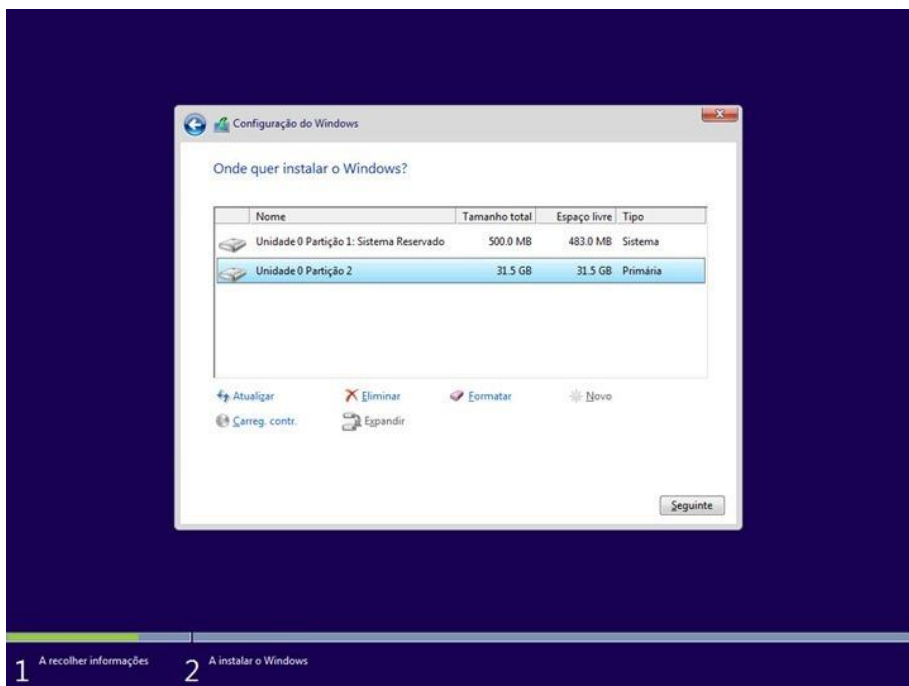 Configuração do Windows
Onde quer instalar o Windows?
Nome Tamanho total Espaço livre Tipo
Unidade 0 Partição 1: Sistema Reservado 500.0 MB 483.0 MB Sistema
Unidade 0 Partição 2 31.5 GB 31.5 GB Primária
Atualizar Eliminar Formatar Novo
Carreg. contr. Expandir
Seguinte
1 A recolher informações 2 A instalar o Windows